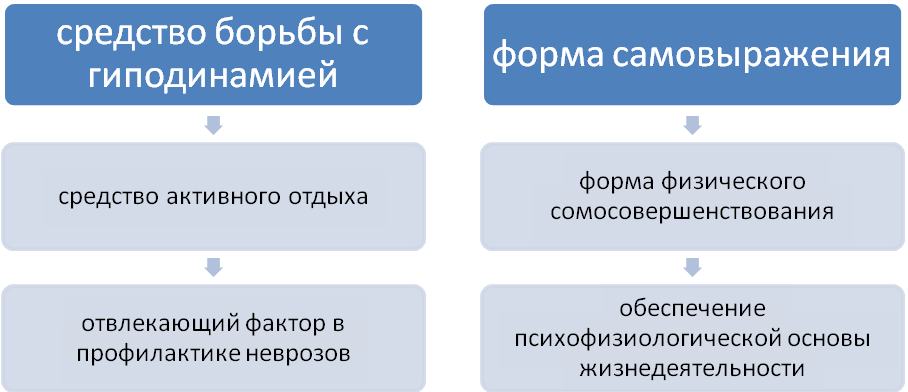 средство борьбы с
гиподинамией
средство активного отдыха
отвлекающий фактор в
профилактике неврозов
форма самовыражения
форма физического
сомосовершенствования
обеспечение
психофизиологической основы
жизнедеятельности